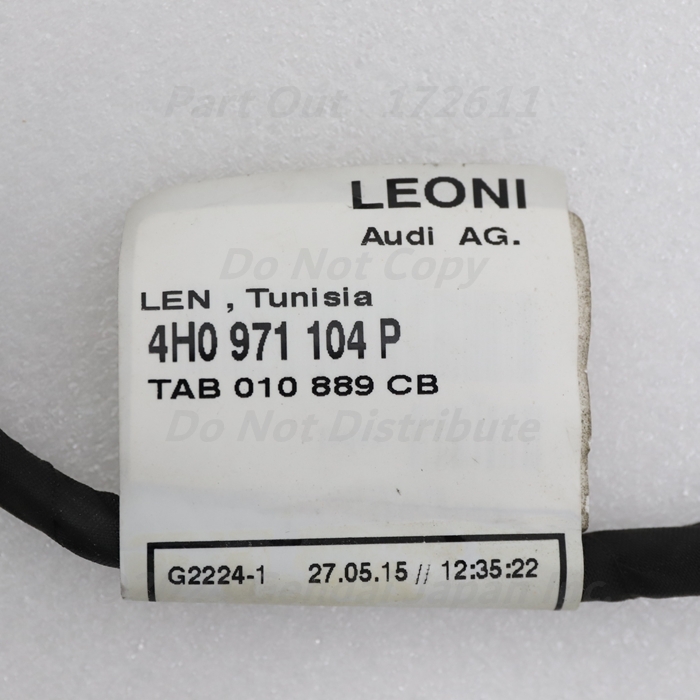 Part Out 172611
LEONI
Audi AG.
Do Not Copy
LEN , Tunisia
4H0 971 104 P
TAB 010 889 CB
Do Not Distribute
G2224-1 27.05.15 // 12:35:22